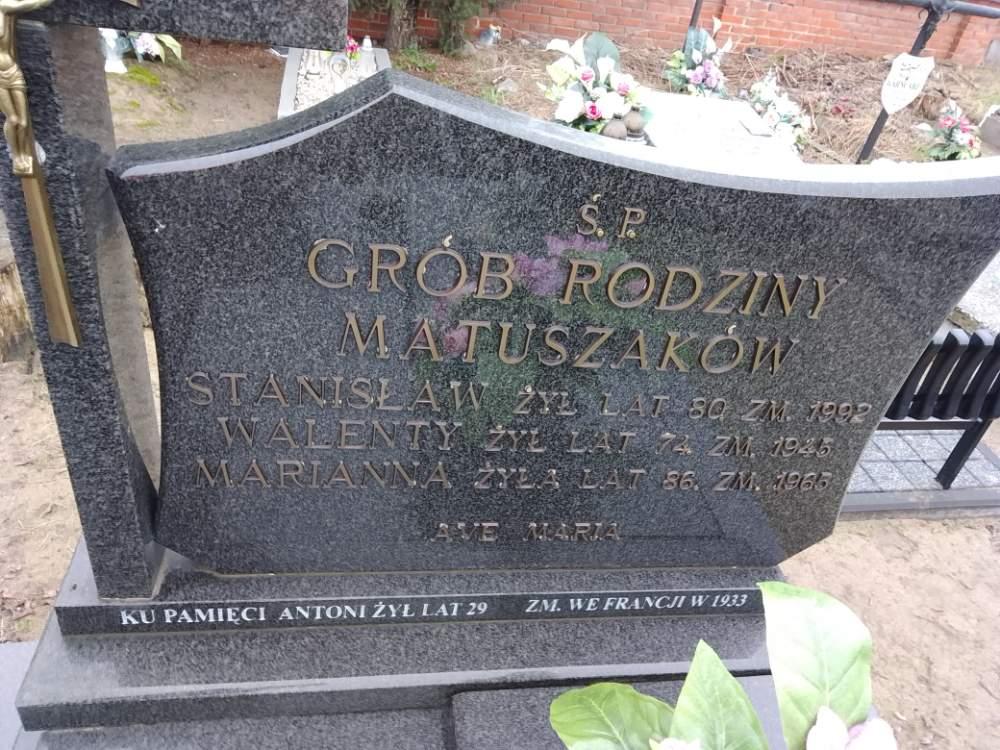 Ś. P.
GRÓB RODZINY
MATUSZAKÓW
STANISŁAW ŻYŁ LAT 80 ZM. 1992
WALENTY ŻYŁ LAT 74 ZM. 1945
MARIANNA ŻYŁA LAT 86. ZM. 1965
AVE MARIA
KU PAMIĘCI ANTONI ŻYŁ LAT 29 ZM. WE FRANCJI W 1933